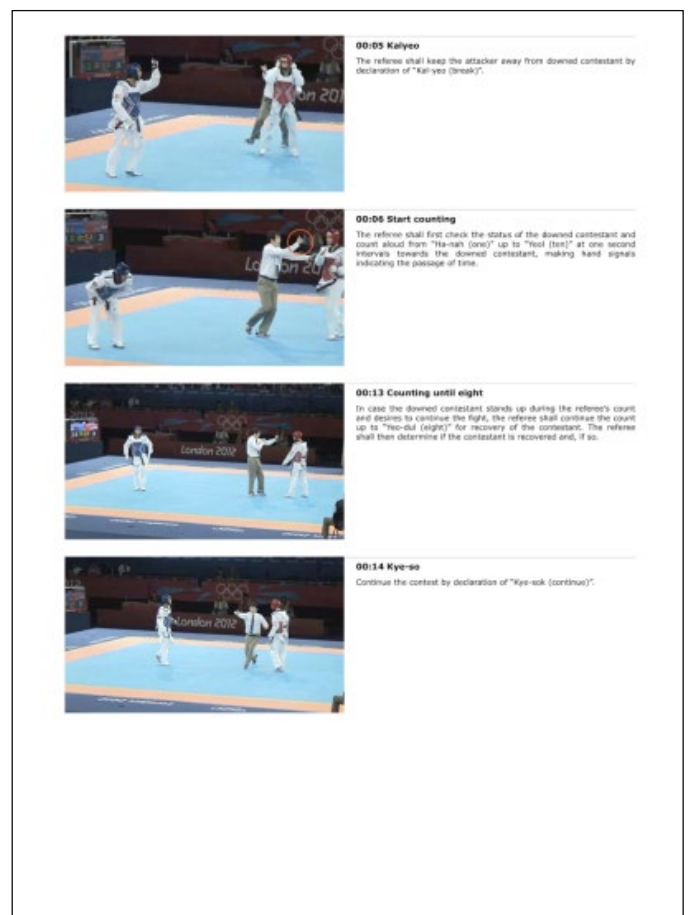 00:05 Kalyeo
The referee shall keep the attacker away from downed contestant by
declaration of "Kal-yeo (break)".
on 201
00:06 Start counting
The referee shall first check the status of the downed contestant and
count aloud from "Ha-nah (one)" up to "Yeol (ten)" at one second
intervals towards the downed contestant, making hand signals
indicating the passage of time.
Lo
on 20
00:13 Counting until eight
In case the downed contestant stands up during the referee's count
and desires to continue the fight, the referee shall continue the count
up to "Yeo-dul (eight)" for recovery of the contestant. The referee
shall then determine if the contestant is recovered and, if so.
London 2012
00:14 Kye-so
Continue the contest by declaration of "Kye-sok (continue)".
London 2012